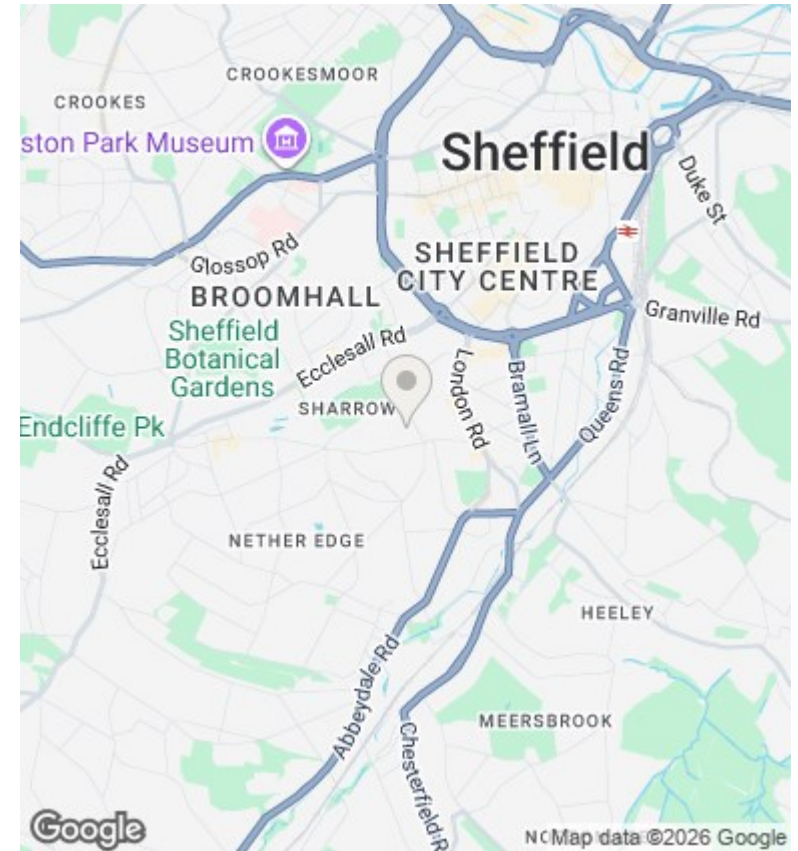 CROOKESMOOR
CROOKES
ston Park Museum
Sheffield
Duke St
Glossop Rd
SHEFFIELD
CITY CENTRE
BROOMHALL
Granville Rd
Sheffield
Botanical
Gardens
Ecclesall Rd
London Rd
Bramall Ln
Queens Rd
SHARROW
Endcliffe Pk
Ecclesall Rd
NETHER EDGE
HEELEY
Abbeydale Rd
MEERSBROOK
Chesterfield R
Google
NO
Map data ©2026 Google